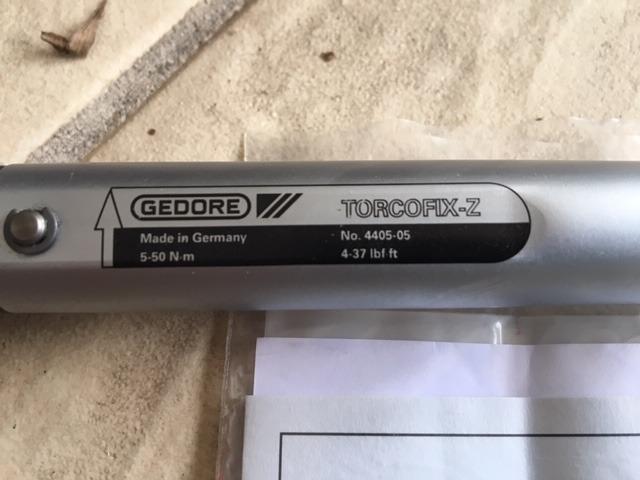 GEDORE
TORCOFIX-Z
Made in Germany
No. 4405-05
5-50 N·m
4-37 lbf·ft